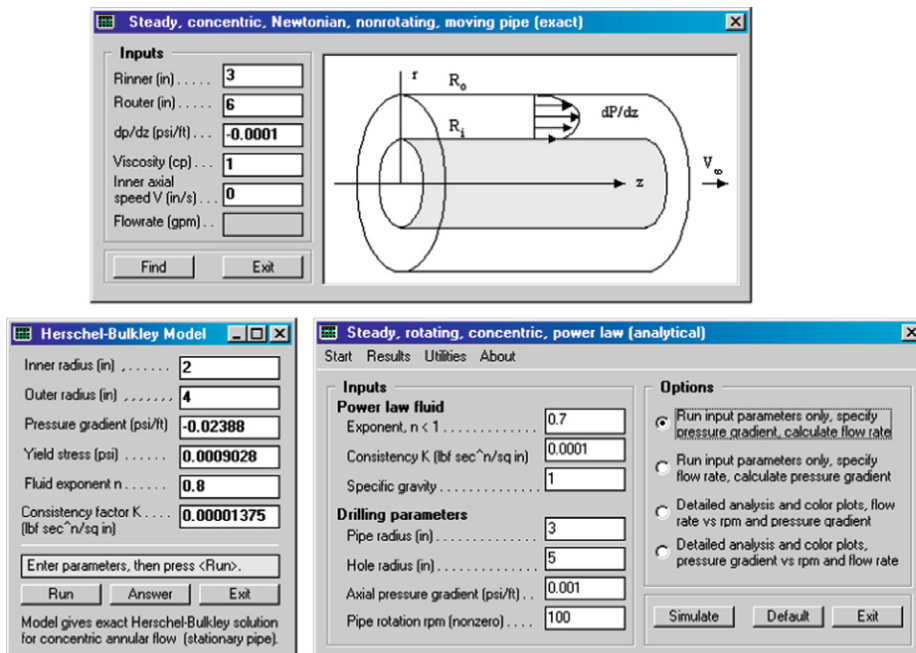 Steady, concentric, Newtonian, nonrotating, moving pipe (exact)
Inputs
Rinner (in) . . . . . 3
Router (in) . . . . . 6
dp/dz (psi/ft) . . . -0.0001
Viscosity (cp) . . . 1
Inner axial
speed V (in/s) . . . 0
Flowrate (gpm) . .
Find Exit
r
R₀
dP/dz
Rᵢ
V∞
z
Herschel-Bulkley Model
Inner radius (in) , . . . . . . 2
Outer radius (in) , , , , , , , 4
Pressure gradient (psi/ft) -0.02388
Yield stress (psi) . . . . . . 0.0009028
Fluid exponent n . . . . . . 0.8
Consistency factor K . . . .
(lbf sec^n/sq in) 0.00001375
Enter parameters, then press <Run>.
Run Answer Exit
Model gives exact Herschel-Bulkley solution
for concentric annular flow (stationary pipe).
Steady, rotating, concentric, power law (analytical)
Start Results Utilities About
Inputs
Power law fluid
Exponent, n < 1 . . . . . . . . . . . . . 0.7
Consistency K (lbf sec^n/sq in) 0.0001
Specific gravity . . . . . . . . . . . . . 1
Drilling parameters
Pipe radius (in) . . . . . . . . . . . . . 3
Hole radius (in) . . . . . . . . . . . . . 5
Axial pressure gradient (psi/ft) . . 0.001
Pipe rotation rpm (nonzero) . . . . 100
Options
Run input parameters only, specify
pressure gradient, calculate flow rate
Run input parameters only, specify
flow rate, calculate pressure gradient
Detailed analysis and color plots, flow
rate vs rpm and pressure gradient
Detailed analysis and color plots,
pressure gradient vs rpm and flow rate
Simulate Default Exit